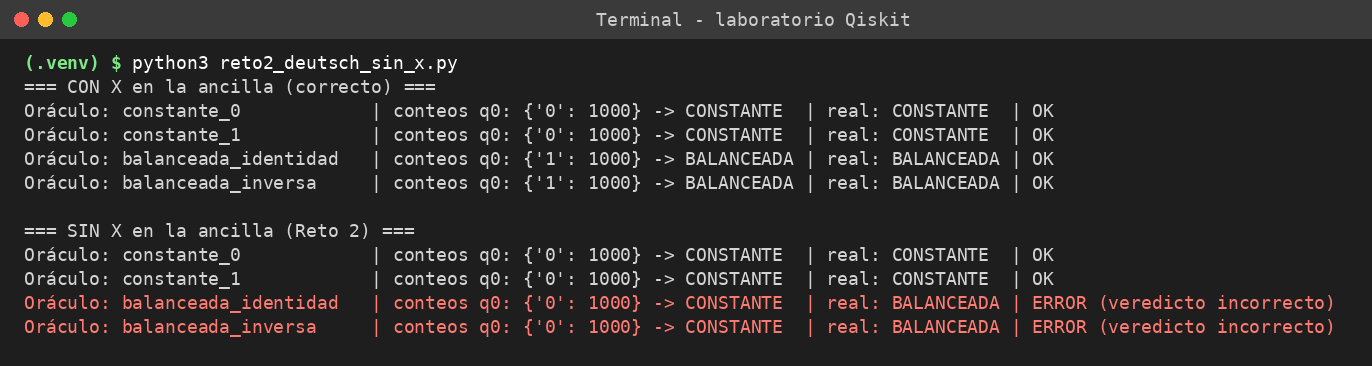 Terminal - laboratorio Qiskit
(.venv) $ python3 reto2_deutsch_sin_x.py
=== CON X en la ancilla (correcto) ===
Oráculo: constante_0            | conteos q0: {'0': 1000} -> CONSTANTE  | real: CONSTANTE  | OK
Oráculo: constante_1            | conteos q0: {'0': 1000} -> CONSTANTE  | real: CONSTANTE  | OK
Oráculo: balanceada_identidad   | conteos q0: {'1': 1000} -> BALANCEADA | real: BALANCEADA | OK
Oráculo: balanceada_inversa     | conteos q0: {'1': 1000} -> BALANCEADA | real: BALANCEADA | OK
=== SIN X en la ancilla (Reto 2) ===
Oráculo: constante_0            | conteos q0: {'0': 1000} -> CONSTANTE  | real: CONSTANTE  | OK
Oráculo: constante_1            | conteos q0: {'0': 1000} -> CONSTANTE  | real: CONSTANTE  | OK
Oráculo: balanceada_identidad   | conteos q0: {'0': 1000} -> CONSTANTE  | real: BALANCEADA | ERROR (veredicto incorrecto)
Oráculo: balanceada_inversa     | conteos q0: {'0': 1000} -> CONSTANTE  | real: BALANCEADA | ERROR (veredicto incorrecto)